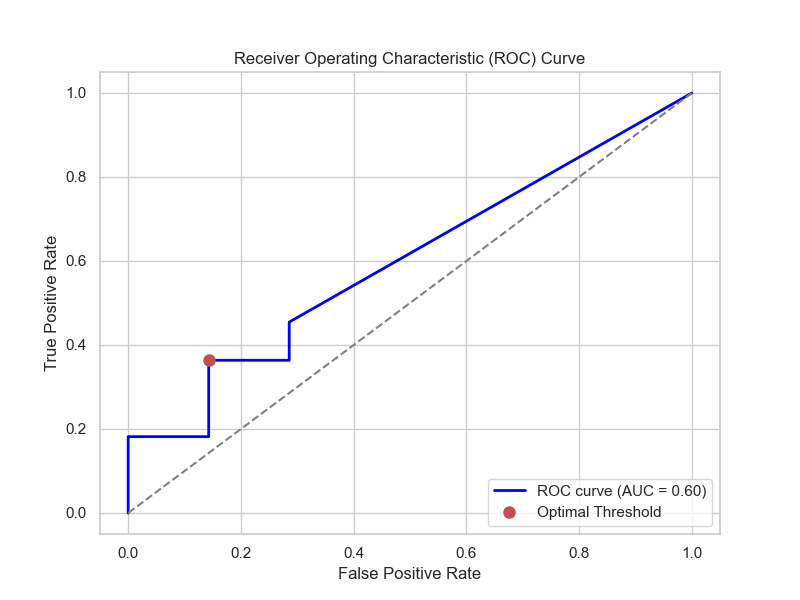 Receiver Operating Characteristic (ROC) Curve
True Positive Rate
1.0
0.8
0.6
0.4
0.2
0.0
0.0 0.2 0.4 0.6 0.8 1.0
False Positive Rate
ROC curve (AUC = 0.60)
Optimal Threshold